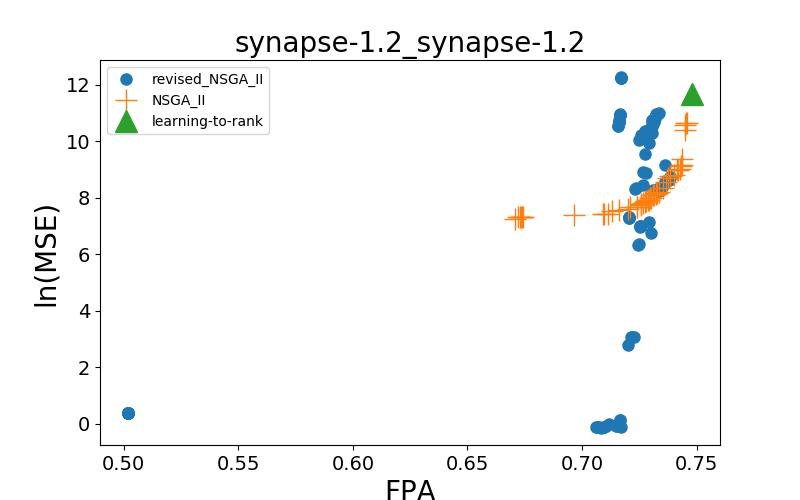 synapse-1.2_synapse-1.2
revised_NSGA_II
NSGA_II
learning-to-rank
ln(MSE)
12
10
8
6
4
2
0
0.50 0.55 0.60 0.65 0.70 0.75
FPA